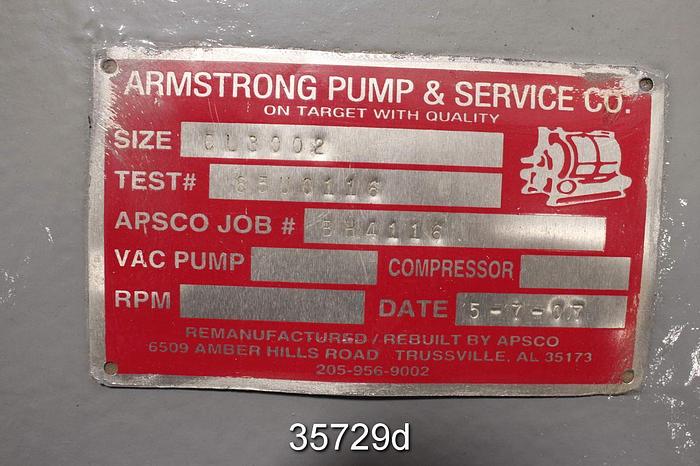 ARMSTRONG PUMP & SERVICE CO.
ON TARGET WITH QUALITY
SIZE CL3002
TEST# 85U0116
APSCO JOB # BH4116
VAC PUMP COMPRESSOR
RPM DATE 5-7-07
REMANUFACTURED / REBUILT BY APSCO
6509 AMBER HILLS ROAD TRUSSVILLE, AL 35173
205-956-9002
35729d